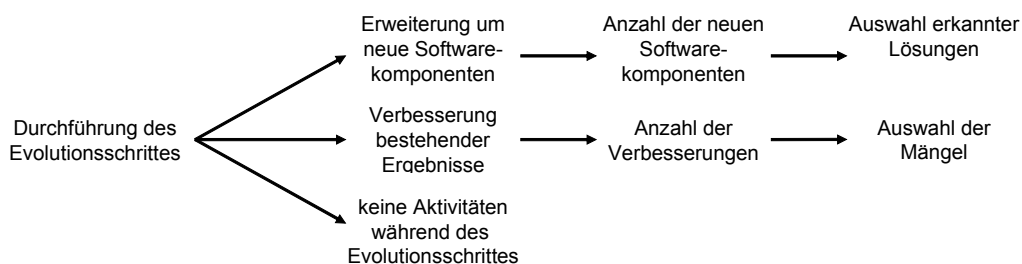 Erweiterung um
neue Software-
komponenten
Anzahl der neuen
Software-
komponenten
Auswahl erkannter
Lösungen
Durchführung des
Evolutionsschrittes
Verbesserung
bestehender
Ergebnisse
Anzahl der
Verbesserungen
Auswahl der
Mängel
keine Aktivitäten
während des
Evolutionsschrittes